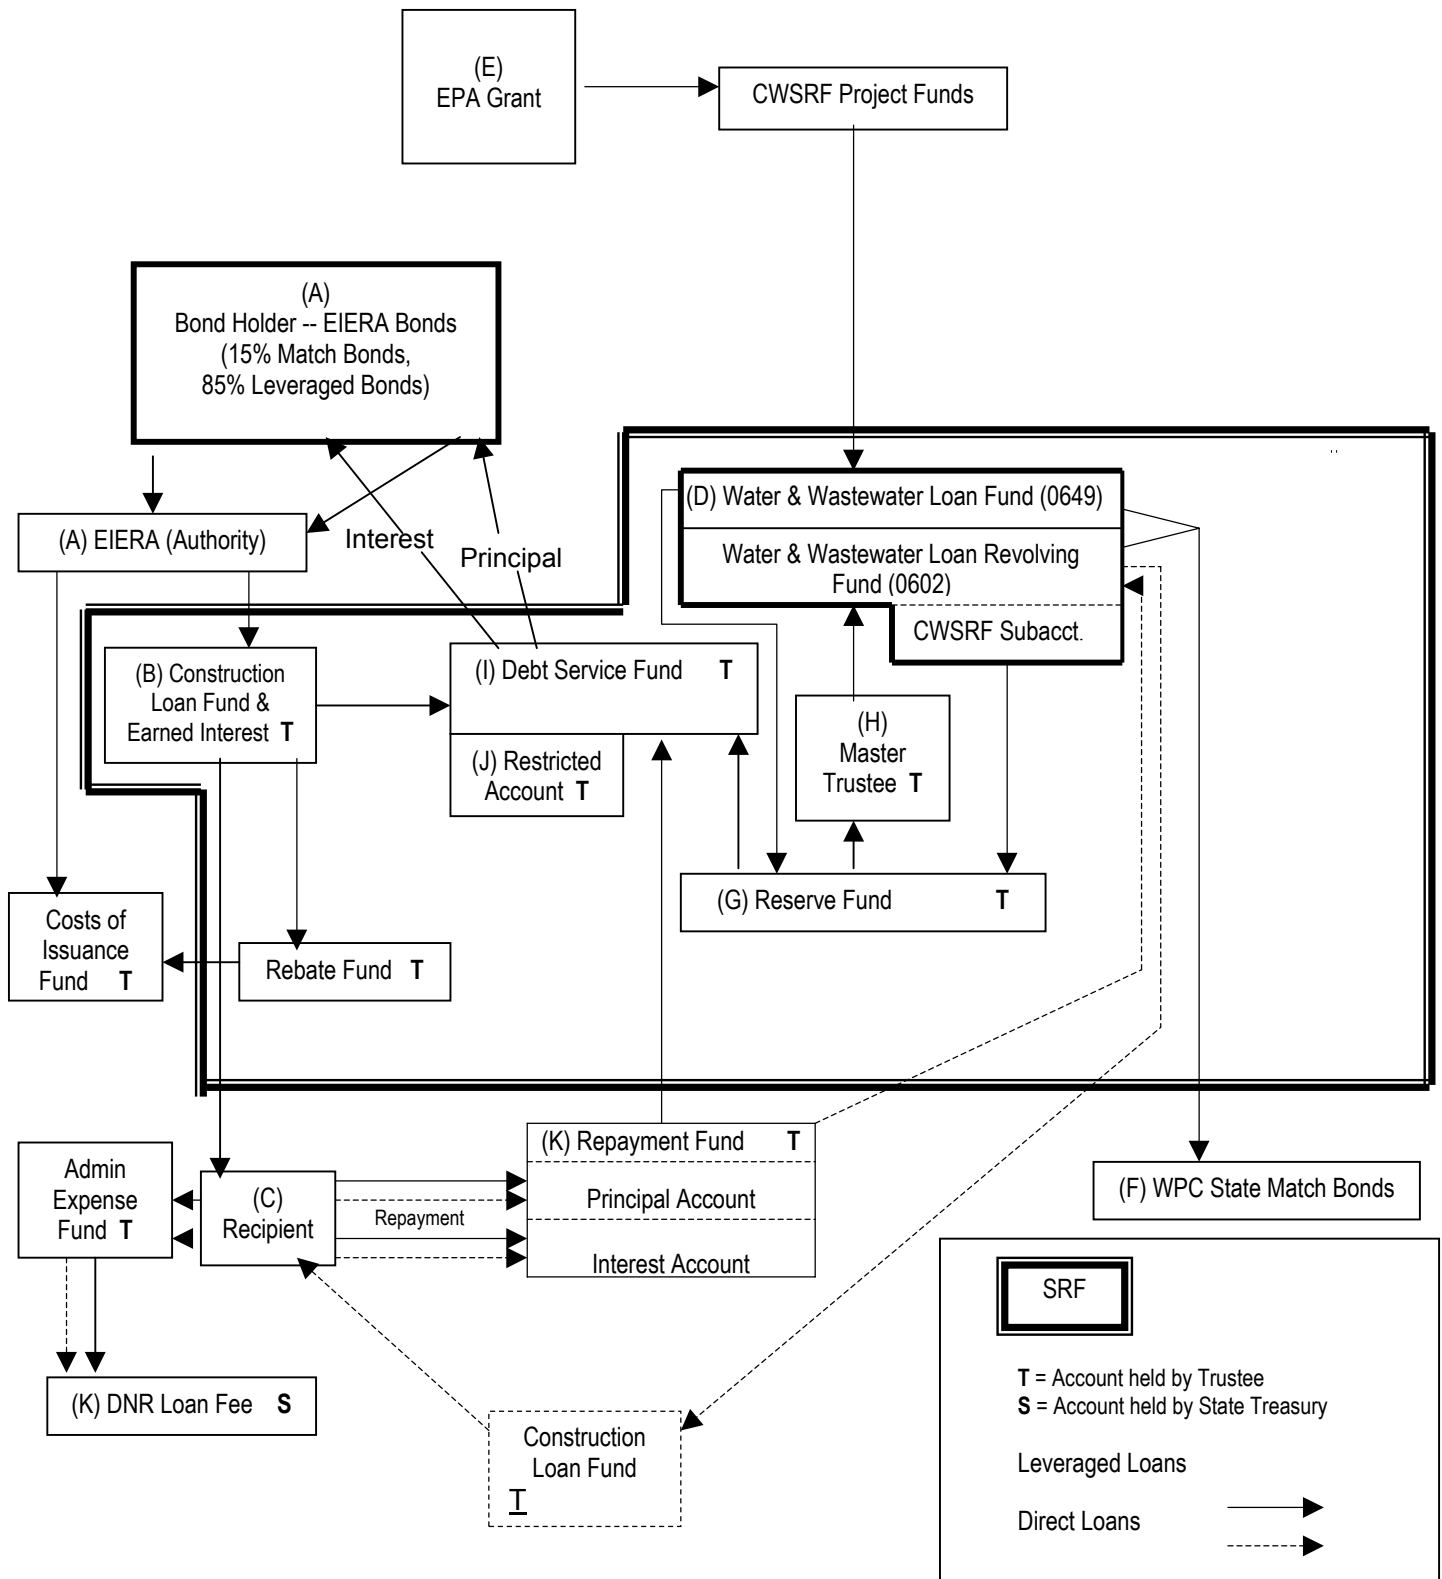 (E)
EPA Grant
CWSRF Project Funds
(A)
Bond Holder -- EIERA Bonds
(15% Match Bonds,
85% Leveraged Bonds)
(A) EIERA (Authority)
Interest
Principal
(D) Water & Wastewater Loan Fund (0649)
Water & Wastewater Loan Revolving
Fund (0602)
CWSRF Subacct.
(B) Construction
Loan Fund &
Earned Interest T
(I) Debt Service Fund T
(J) Restricted
Account T
(H)
Master
Trustee T
(G) Reserve Fund T
Costs of
Issuance
Fund T
Rebate Fund T
Admin
Expense
Fund T
(C)
Recipient
Repayment
(K) Repayment Fund T
Principal Account
Interest Account
(F) WPC State Match Bonds
(K) DNR Loan Fee S
Construction
Loan Fund
T
SRF
T = Account held by Trustee
S = Account held by State Treasury
Leveraged Loans
Direct Loans